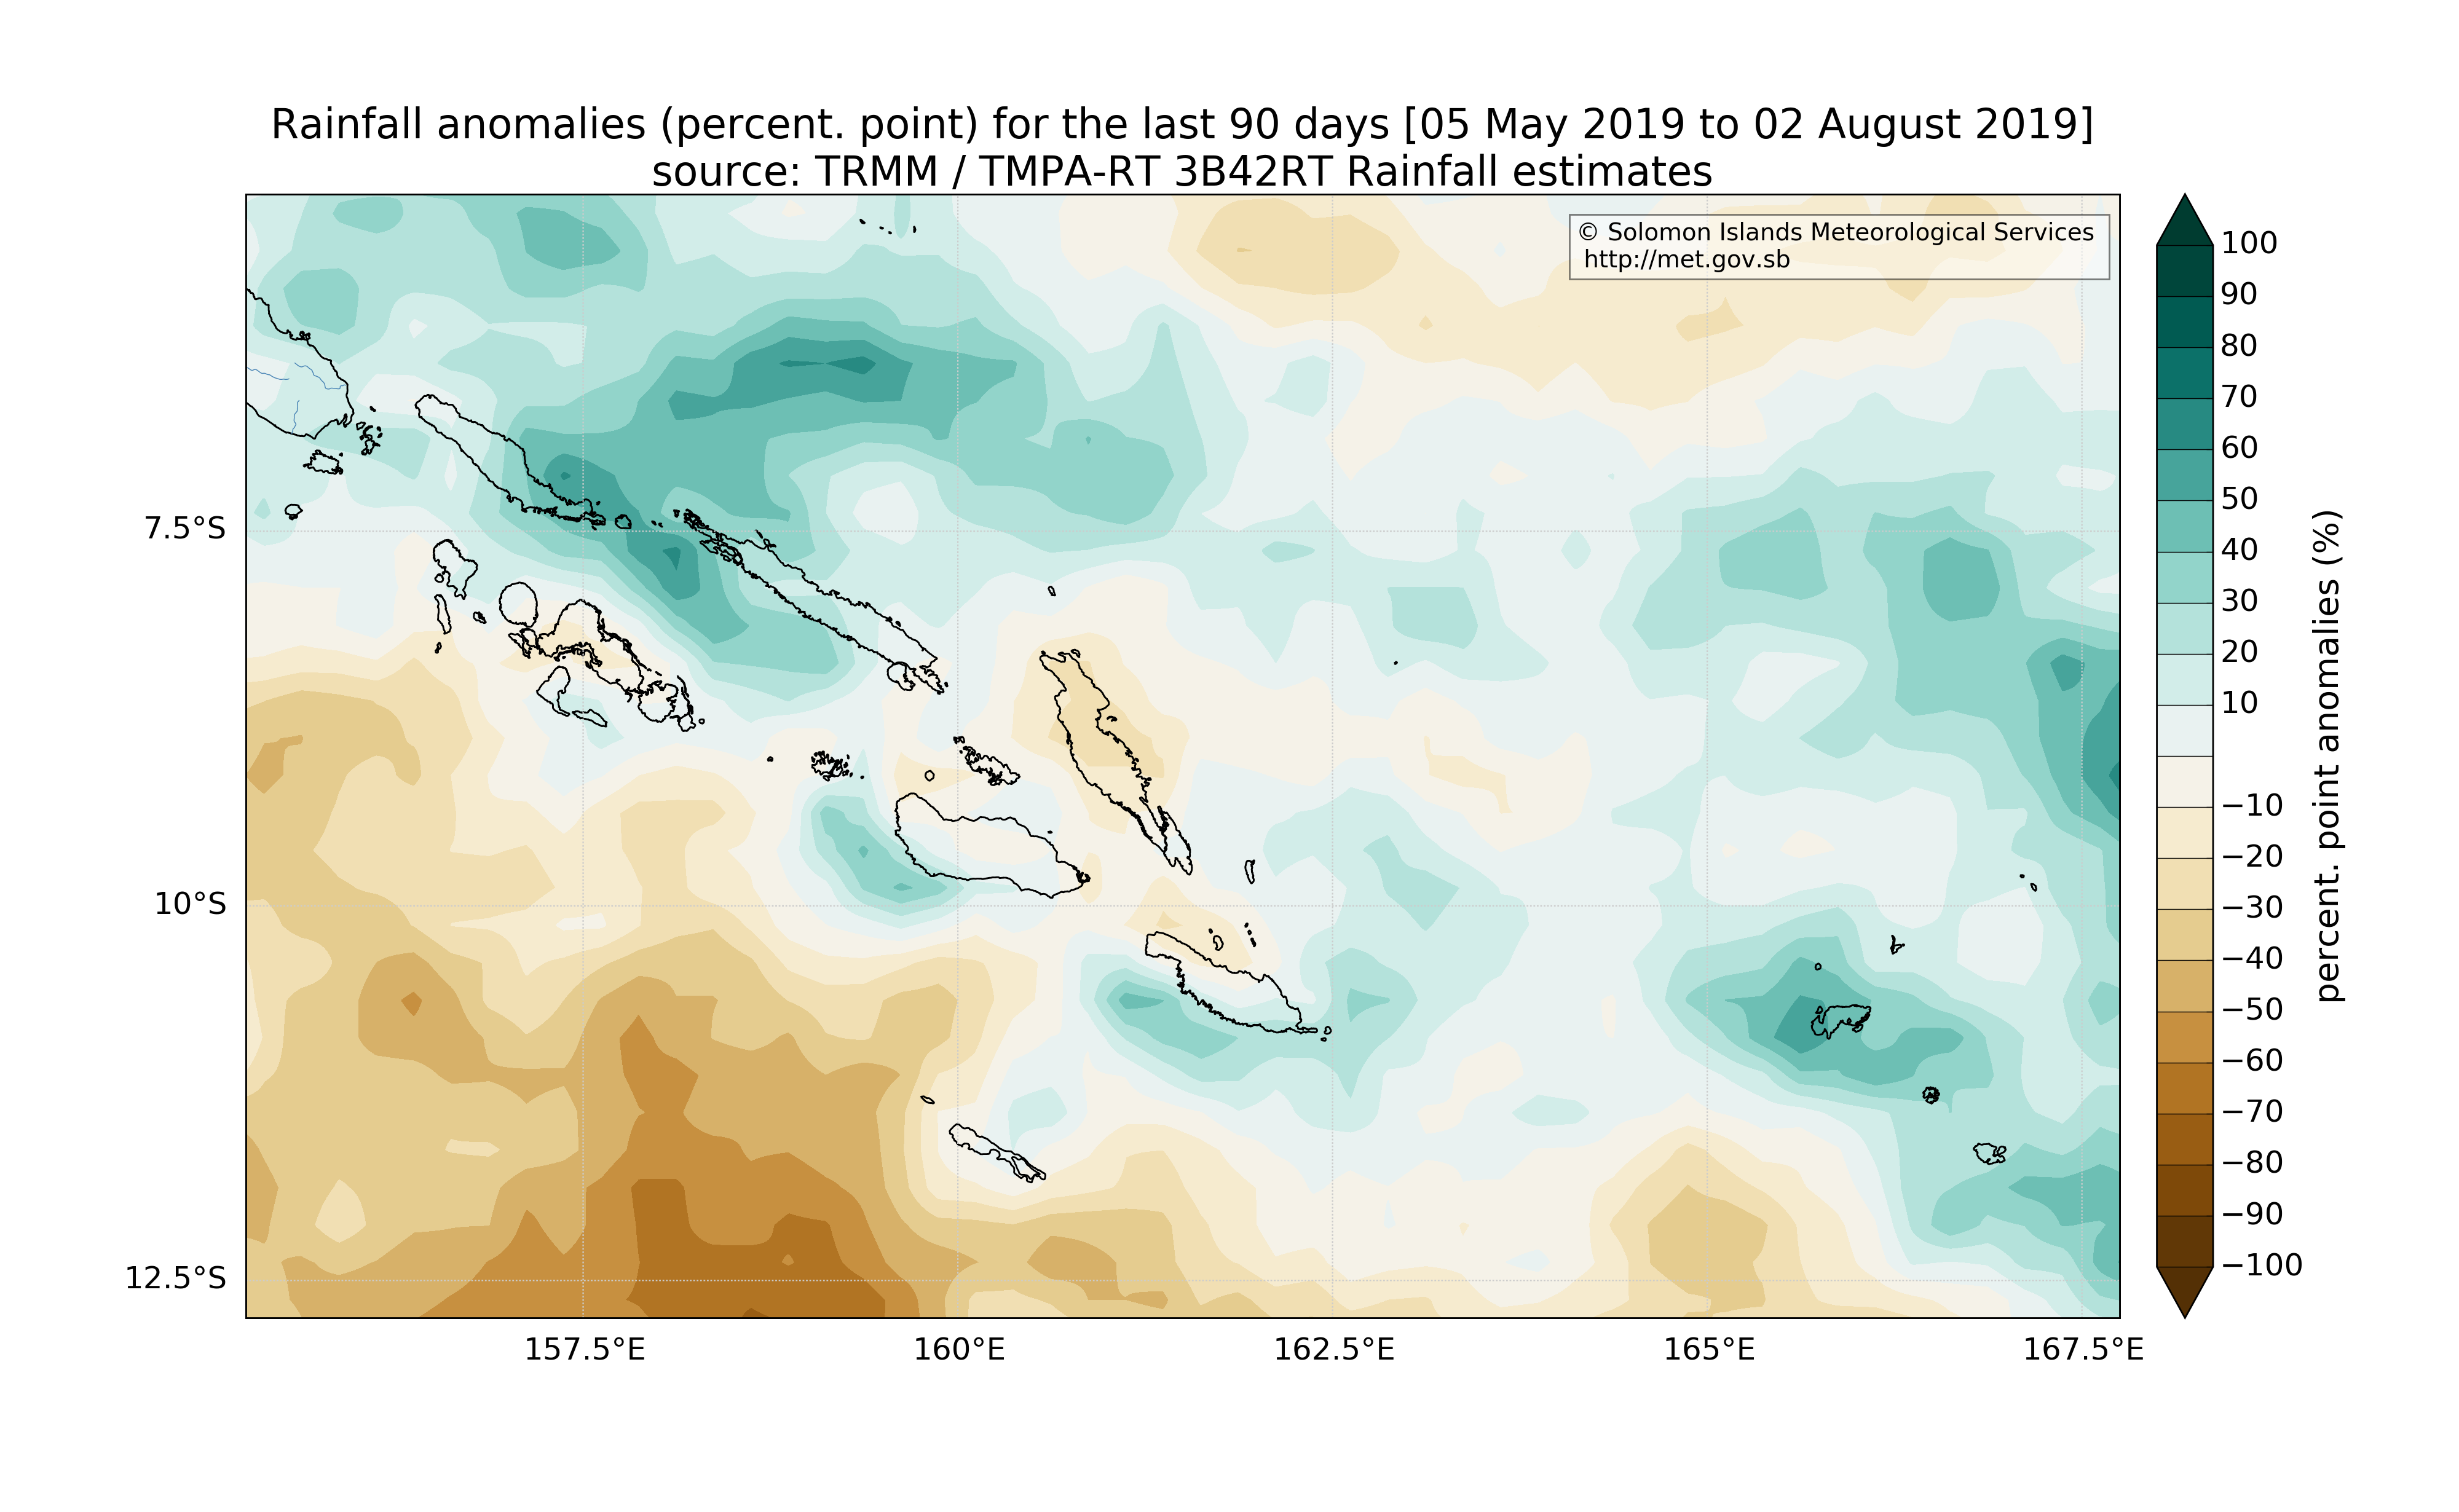 Rainfall anomalies (percent. point) for the last 90 days [05 May 2019 to 02 August 2019]
source: TRMM / TMPA-RT 3B42RT Rainfall estimates
© Solomon Islands Meteorological Services
http://met.gov.sb
7.5°S
10°S
12.5°S
157.5°E
160°E
162.5°E
165°E
167.5°E
100
90
80
70
60
50
40
30
20
10
−10
−20
−30
−40
−50
−60
−70
−80
−90
−100
percent. point anomalies (%)